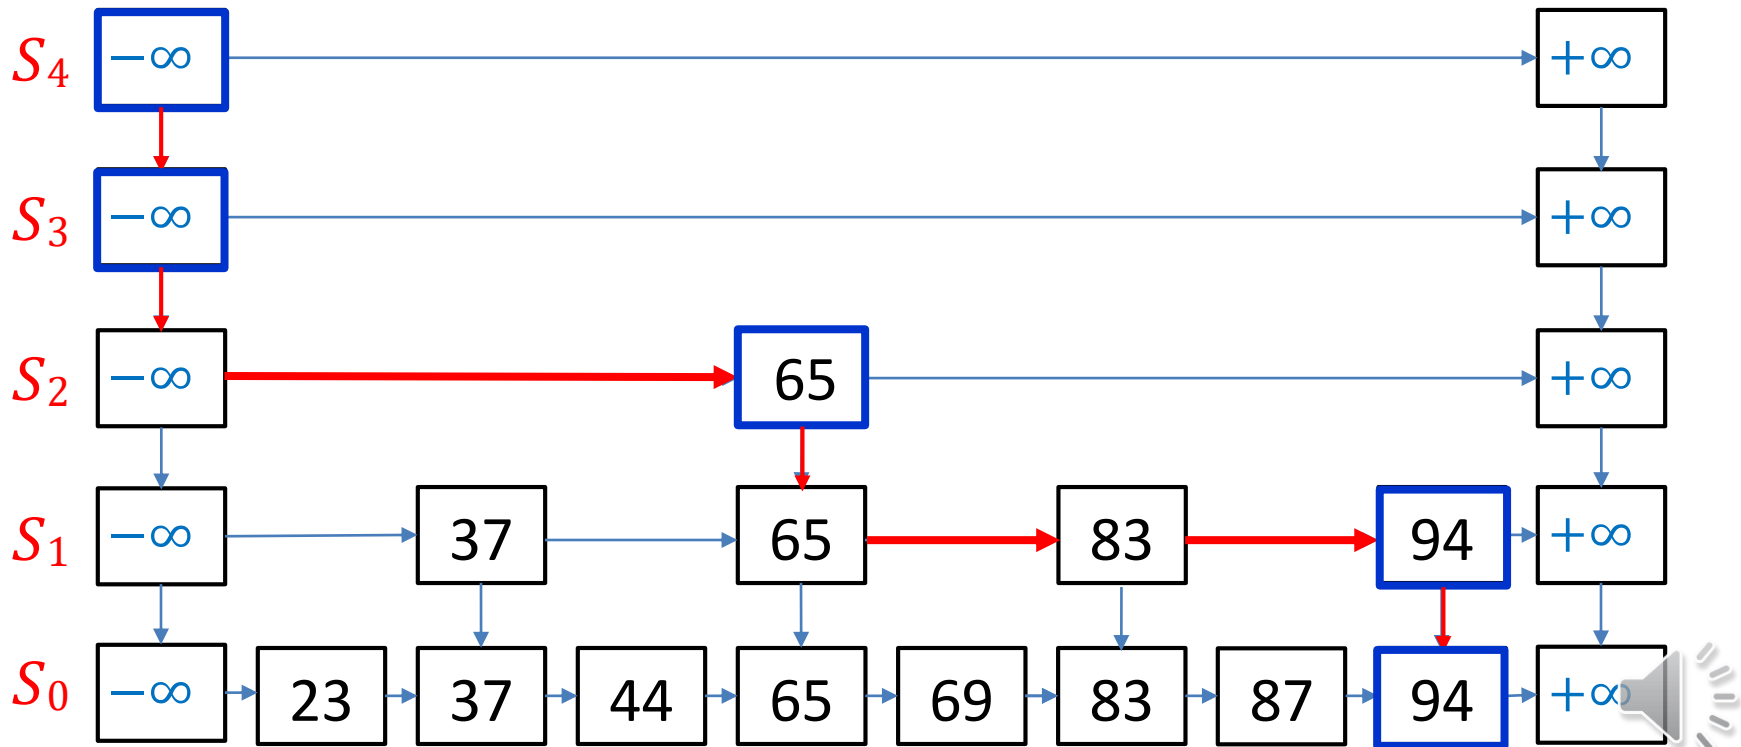 S4 −∞ +∞
S3 −∞ +∞
S2 −∞ 65 +∞
S1 −∞ 37 65 83 94 +∞
S0 −∞ 23 37 44 65 69 83 87 94 +∞